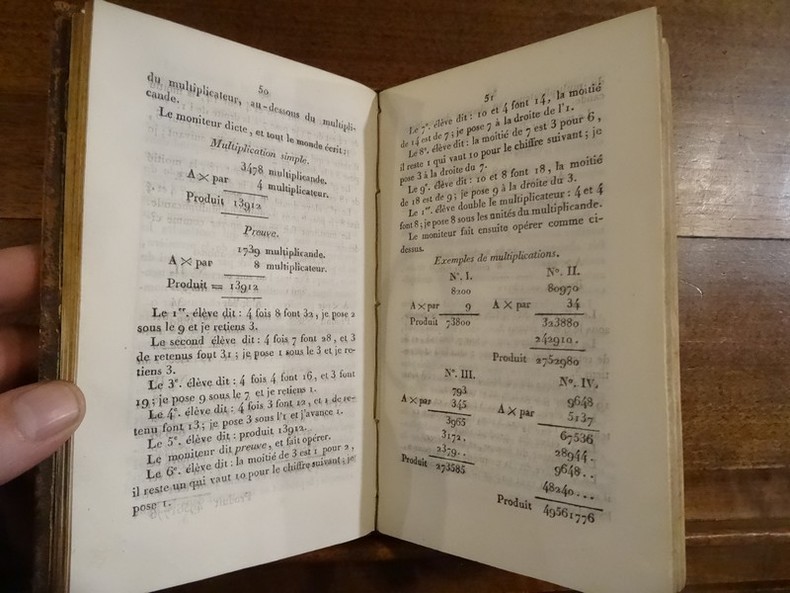 50
du multiplicateur, au-dessous du multipli-
cande.
Le moniteur dicte, et tout le monde écrit :
Multiplication simple.
3478 multiplicande.
A × par 4 multiplicateur.
Produit 13912
Preuve.
1739 multiplicande.
A × par 8 multiplicateur.
Produit = 13912
Le 1er. élève dit : 4 fois 8 font 32, je pose 2
sous le 9 et je retiens 3.
Le second élève dit : 4 fois 7 font 28, et 3
de retenus font 31 ; je pose 1 sous le 3 et je re-
tiens 3.
Le 3e. élève dit : 4 fois 4 font 16, et 3 font
19 ; je pose 9 sous le 7 et je retiens 1.
Le 4e. élève dit : 4 fois 3 font 12, et 1 de re-
tenu font 13 ; je pose 3 sous l'1 et j'avance 1.
Le 5e. élève dit : produit 13912.
Le moniteur dit preuve, et fait opérer.
Le 6e. élève dit : la moitié de 3 est 1 pour 2,
il reste un qui vaut 10 pour le chiffre suivant ; je
pose 1.
51
Le 7e. élève dit : 10 et 4 font 14, la moitié
de 14 est de 7 ; je pose 7 à la droite de l'1.
Le 8e. élève dit : la moitié de 7 est 3 pour 6,
il reste 1 qui vaut 10 pour le chiffre suivant ; je
pose 3 à la droite du 7.
Le 9e. élève dit : 10 et 8 font 18, la moitié
de 18 est de 9 ; je pose 9 à la droite du 3.
Le 1er. élève double le multiplicateur : 4 et 4
font 8 ; je pose 8 sous les unités du multiplicande.
Le moniteur fait ensuite opérer comme ci-
dessus.
Exemples de multiplications.
No. I. No. II.
8200 80970
A × par 9 A × par 34
Produit 73800 323880
242910.
Produit 2752980
No. III. No. IV.
793 9648
A × par 345 A × par 5137
3965 67536
3172. 28944.
2379.. 9648..
Produit 273585 48240...
Produit 49561776